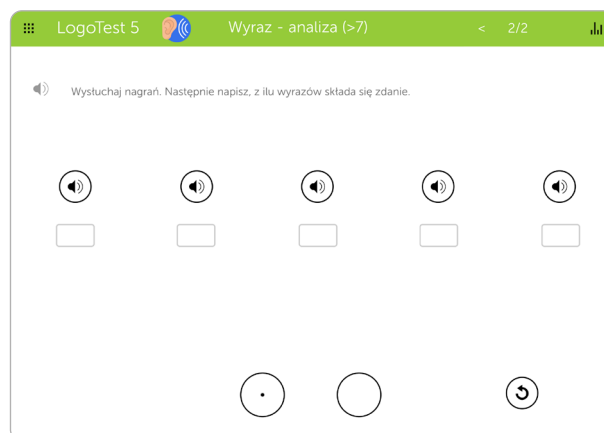 LogoTest 5
Wyraz - analiza (>7)
< 2/2
Wysłuchaj nagrań. Następnie napisz, z ilu wyrazów składa się zdanie.